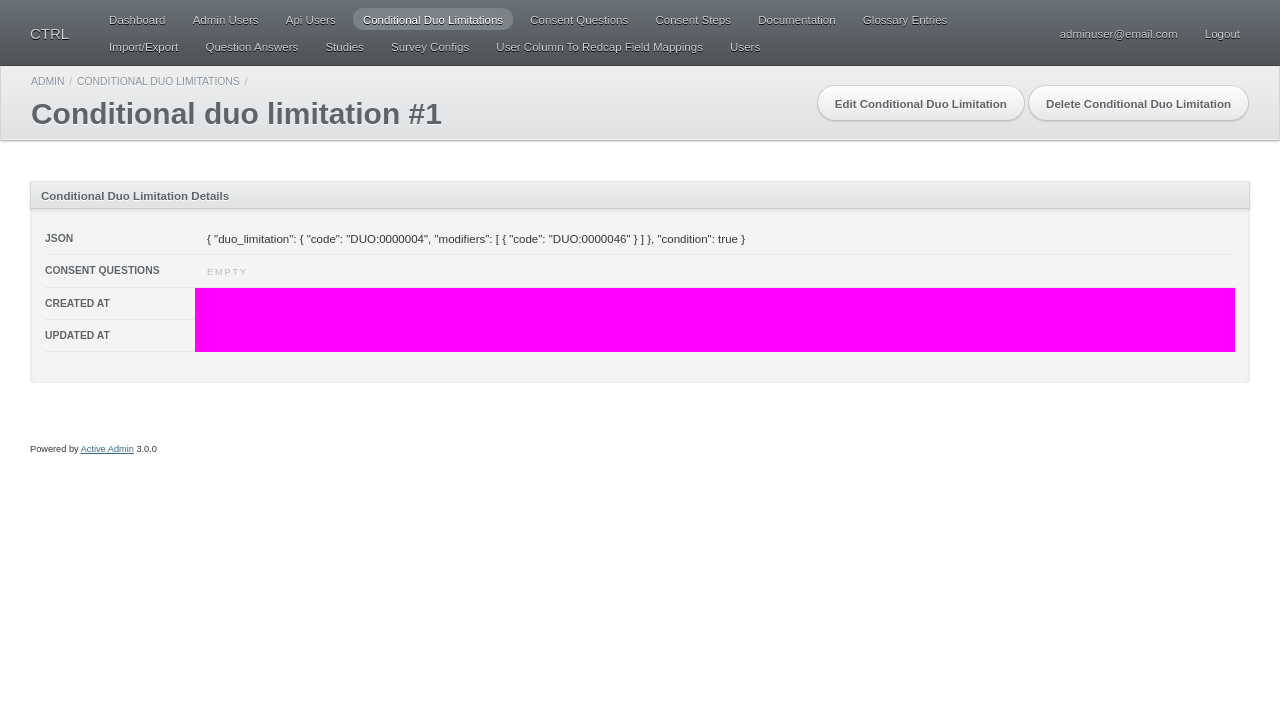 CTRL
Dashboard Admin Users Api Users Conditional Duo Limitations Consent Questions Consent Steps Documentation Glossary Entries
Import/Export Question Answers Studies Survey Configs User Column To Redcap Field Mappings Users
adminuser@email.com Logout
ADMIN / CONDITIONAL DUO LIMITATIONS /
Conditional duo limitation #1
Edit Conditional Duo Limitation Delete Conditional Duo Limitation
Conditional Duo Limitation Details
JSON { "duo_limitation": { "code": "DUO:0000004", "modifiers": [ { "code": "DUO:0000046" } ] }, "condition": true }
CONSENT QUESTIONS EMPTY
CREATED AT
UPDATED AT
Powered by Active Admin 3.0.0